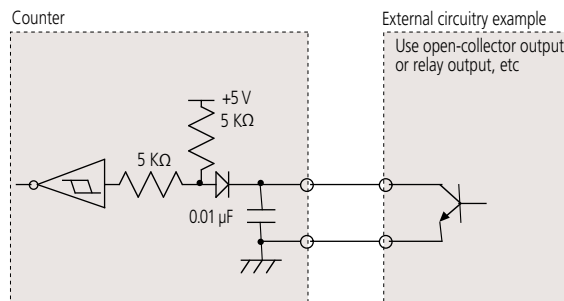 Counter
External circuitry example
Use open-collector output
or relay output, etc
+5 V
5 KΩ
5 KΩ
0.01 µF